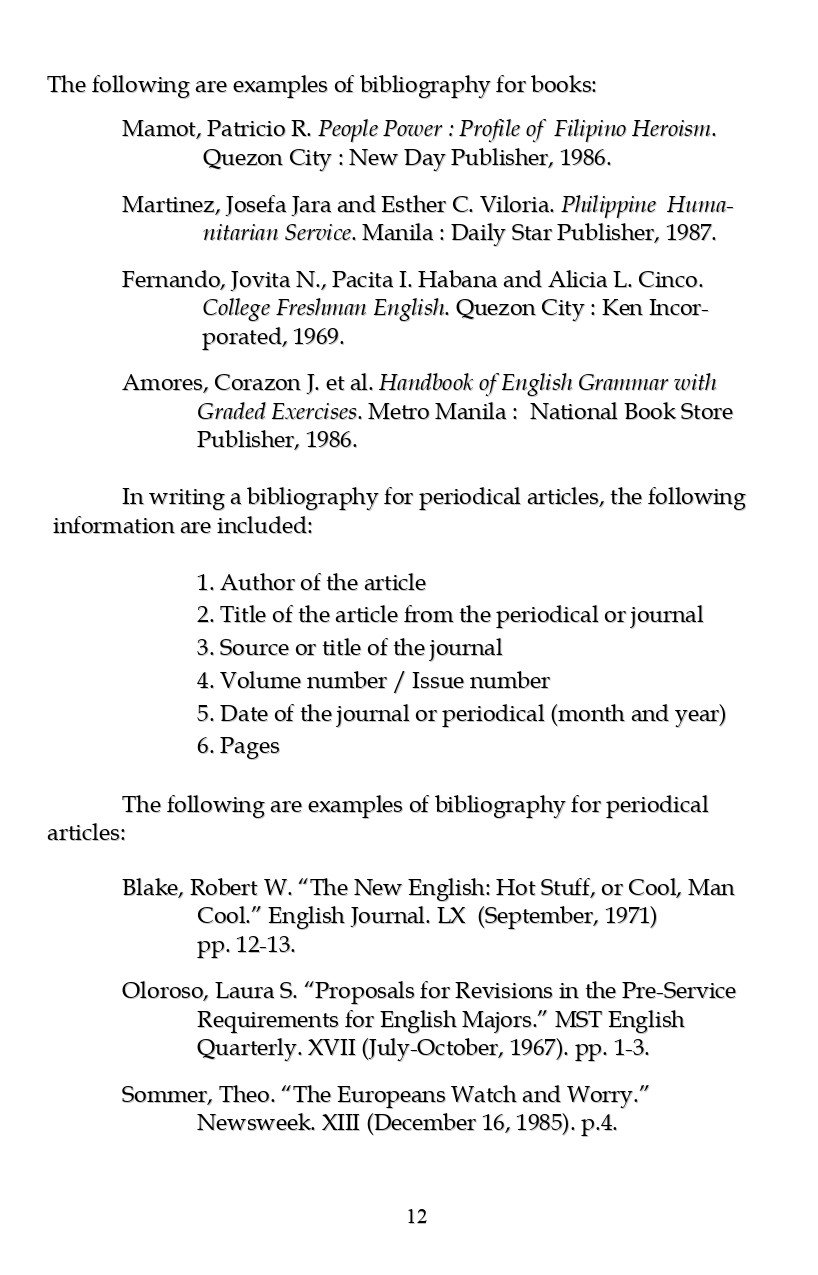 The following are examples of bibliography for books:
Mamot, Patricio R. People Power : Profile of Filipino Heroism.
Quezon City : New Day Publisher, 1986.
Martinez, Josefa Jara and Esther C. Viloria. Philippine Huma-
nitarian Service. Manila : Daily Star Publisher, 1987.
Fernando, Jovita N., Pacita I. Habana and Alicia L. Cinco.
College Freshman English. Quezon City : Ken Incor-
porated, 1969.
Amores, Corazon J. et al. Handbook of English Grammar with
Graded Exercises. Metro Manila : National Book Store
Publisher, 1986.
In writing a bibliography for periodical articles, the following
information are included:
1. Author of the article
2. Title of the article from the periodical or journal
3. Source or title of the journal
4. Volume number / Issue number
5. Date of the journal or periodical (month and year)
6. Pages
The following are examples of bibliography for periodical
articles:
Blake, Robert W. “The New English: Hot Stuff, or Cool, Man
Cool.” English Journal. LX (September, 1971)
pp. 12-13.
Oloroso, Laura S. “Proposals for Revisions in the Pre-Service
Requirements for English Majors.” MST English
Quarterly. XVII (July-October, 1967). pp. 1-3.
Sommer, Theo. “The Europeans Watch and Worry.”
Newsweek. XIII (December 16, 1985). p.4.
12